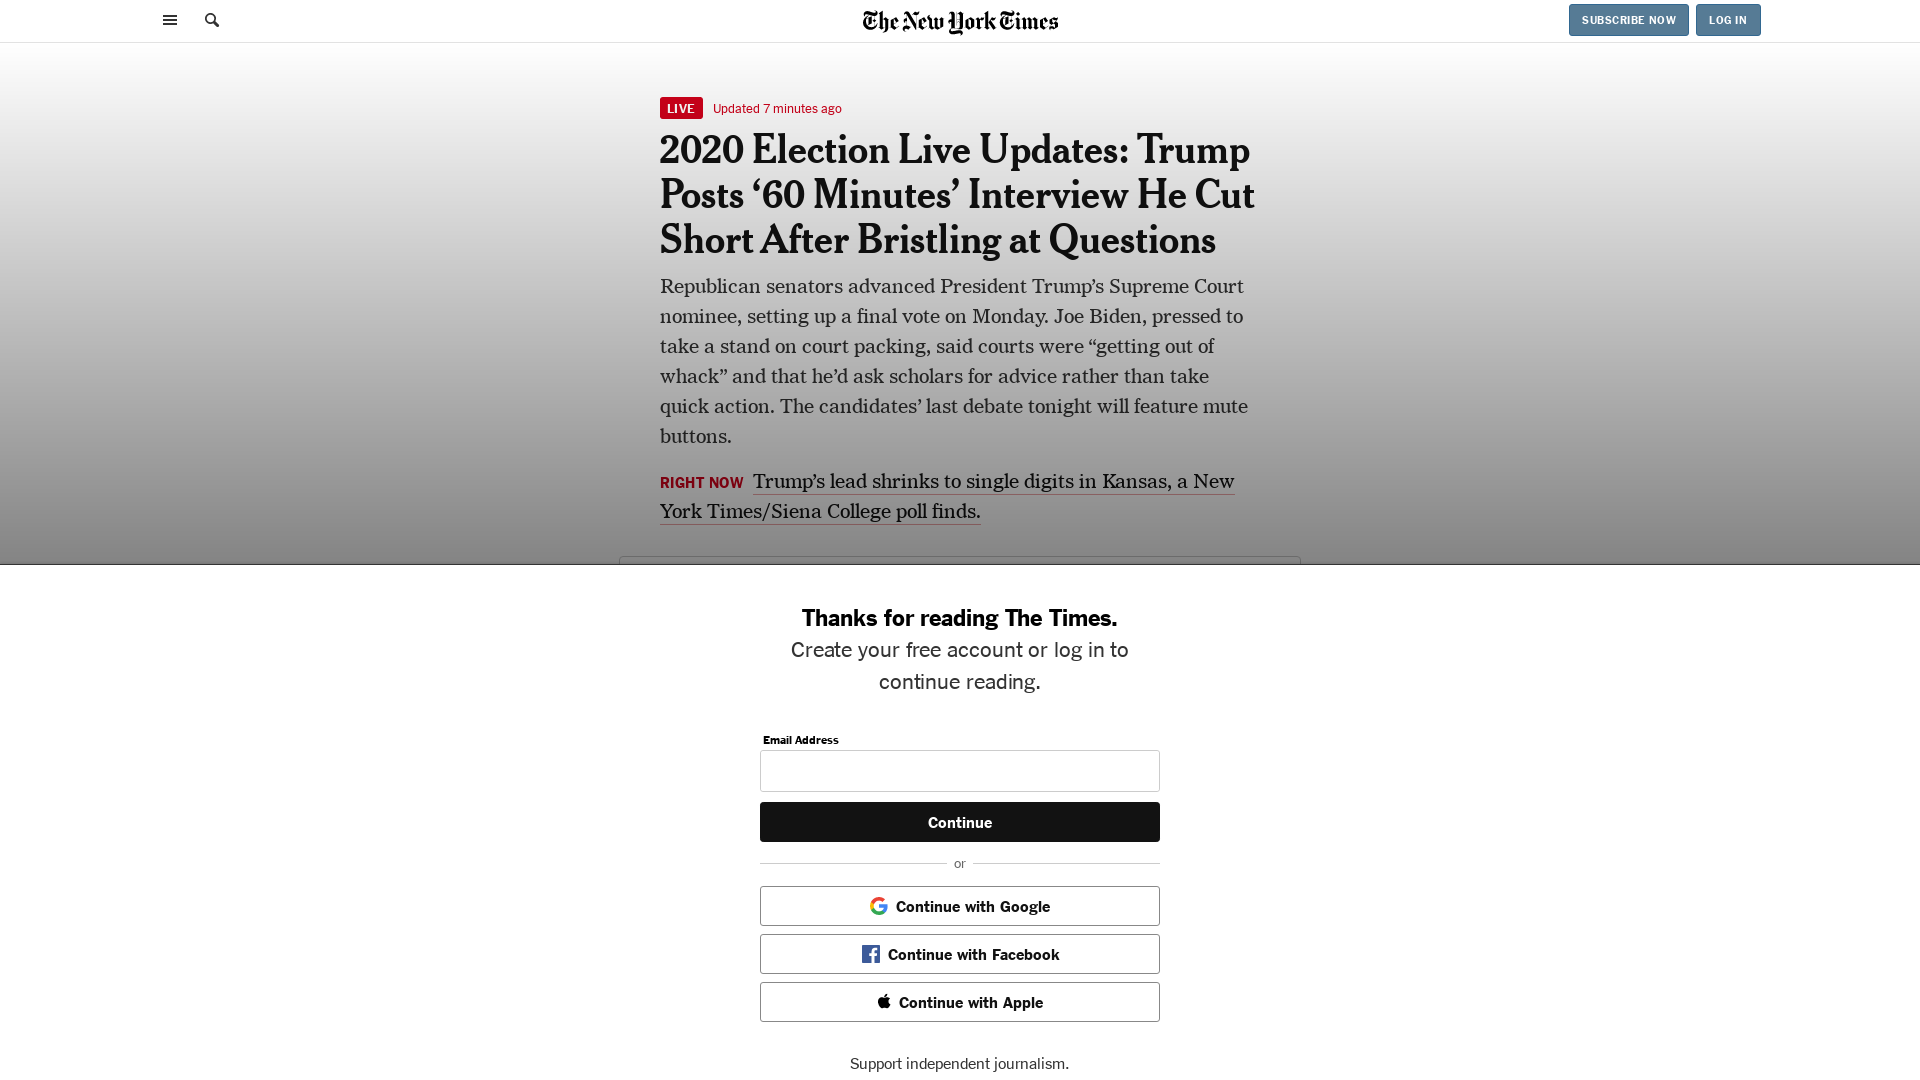 The New York Times
SUBSCRIBE NOW
LOG IN
LIVE
Updated 7 minutes ago
2020 Election Live Updates: Trump
Posts ‘60 Minutes’ Interview He Cut
Short After Bristling at Questions
Republican senators advanced President Trump’s Supreme Court
nominee, setting up a final vote on Monday. Joe Biden, pressed to
take a stand on court packing, said courts were “getting out of
whack” and that he’d ask scholars for advice rather than take
quick action. The candidates’ last debate tonight will feature mute
buttons.
RIGHT NOW Trump’s lead shrinks to single digits in Kansas, a New
York Times/Siena College poll finds.
Thanks for reading The Times.
Create your free account or log in to
continue reading.
Email Address
Continue
or
Continue with Google
Continue with Facebook
Continue with Apple
Support independent journalism.